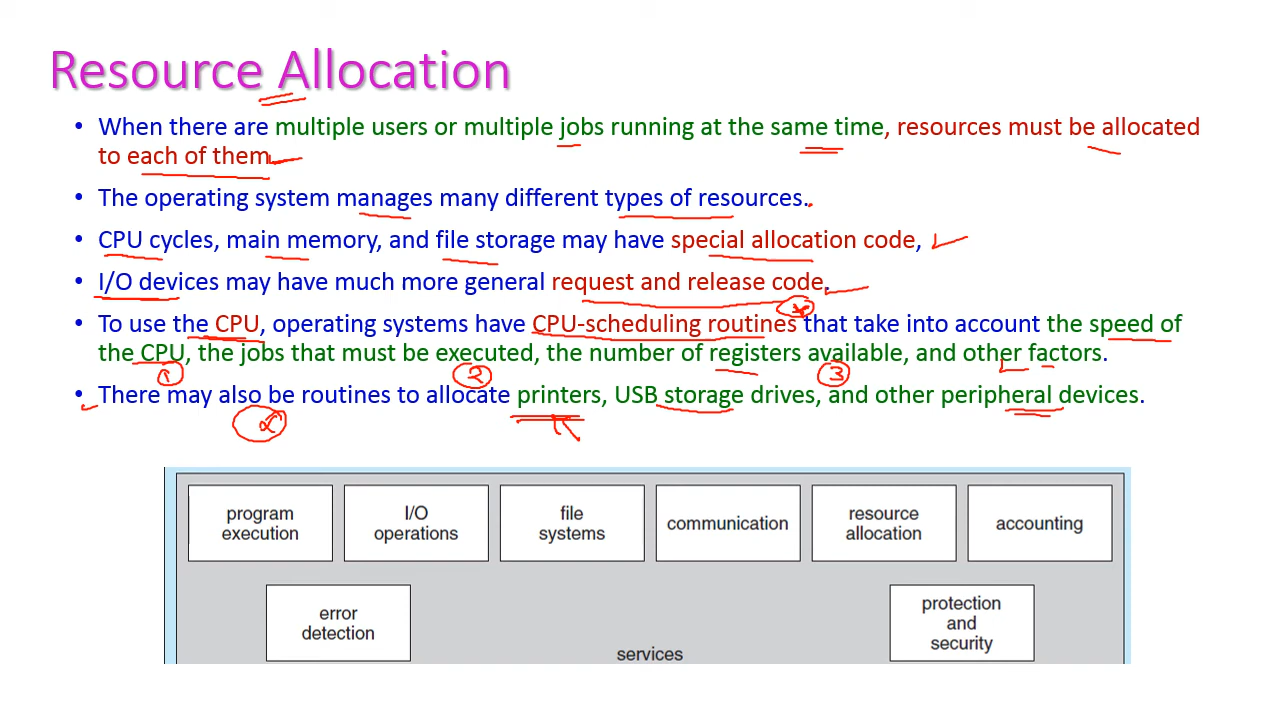 Resource Allocation
• When there are multiple users or multiple jobs running at the same time, resources must be allocated
to each of them
• The operating system manages many different types of resources.
• CPU cycles, main memory, and file storage may have special allocation code,
• I/O devices may have much more general request and release code.
• To use the CPU, operating systems have CPU-scheduling routines that take into account the speed of
the CPU, the jobs that must be executed, the number of registers available, and other factors.
1 2 3
• There may also be routines to allocate printers, USB storage drives, and other peripheral devices.
program
execution
I/O
operations
file
systems
communication
resource
allocation
accounting
error
detection
protection
and
security
services